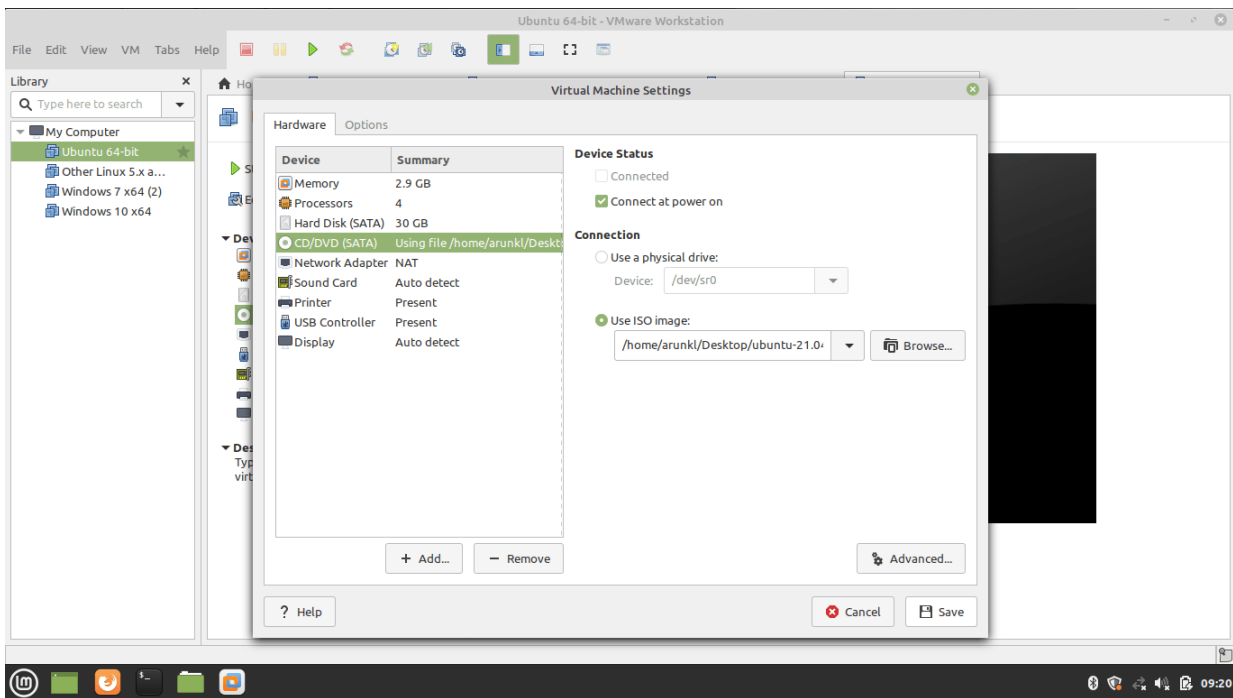 Ubuntu 64-bit - VMware Workstation
File Edit View VM Tabs Help
Library
Type here to search
My Computer
Ubuntu 64-bit
Other Linux 5.x a...
Windows 7 x64 (2)
Windows 10 x64
Virtual Machine Settings
Hardware Options
Device Summary
Memory 2.9 GB
Processors 4
Hard Disk (SATA) 30 GB
CD/DVD (SATA) Using file /home/arunkl/Deskt
Network Adapter NAT
Sound Card Auto detect
Printer Present
USB Controller Present
Display Auto detect
+ Add... − Remove
Device Status
Connected
Connect at power on
Connection
Use a physical drive:
Device: /dev/sr0
Use ISO image:
/home/arunkl/Desktop/ubuntu-21.04 Browse...
Advanced...
? Help Cancel Save
09:20